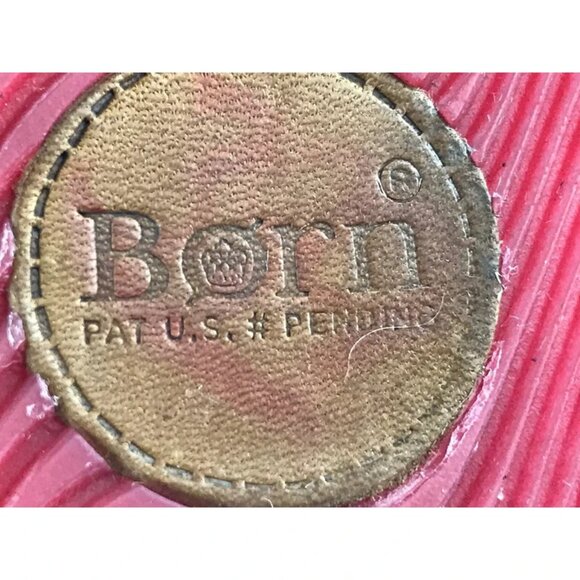 Børn®
PAT U.S. # PENDING